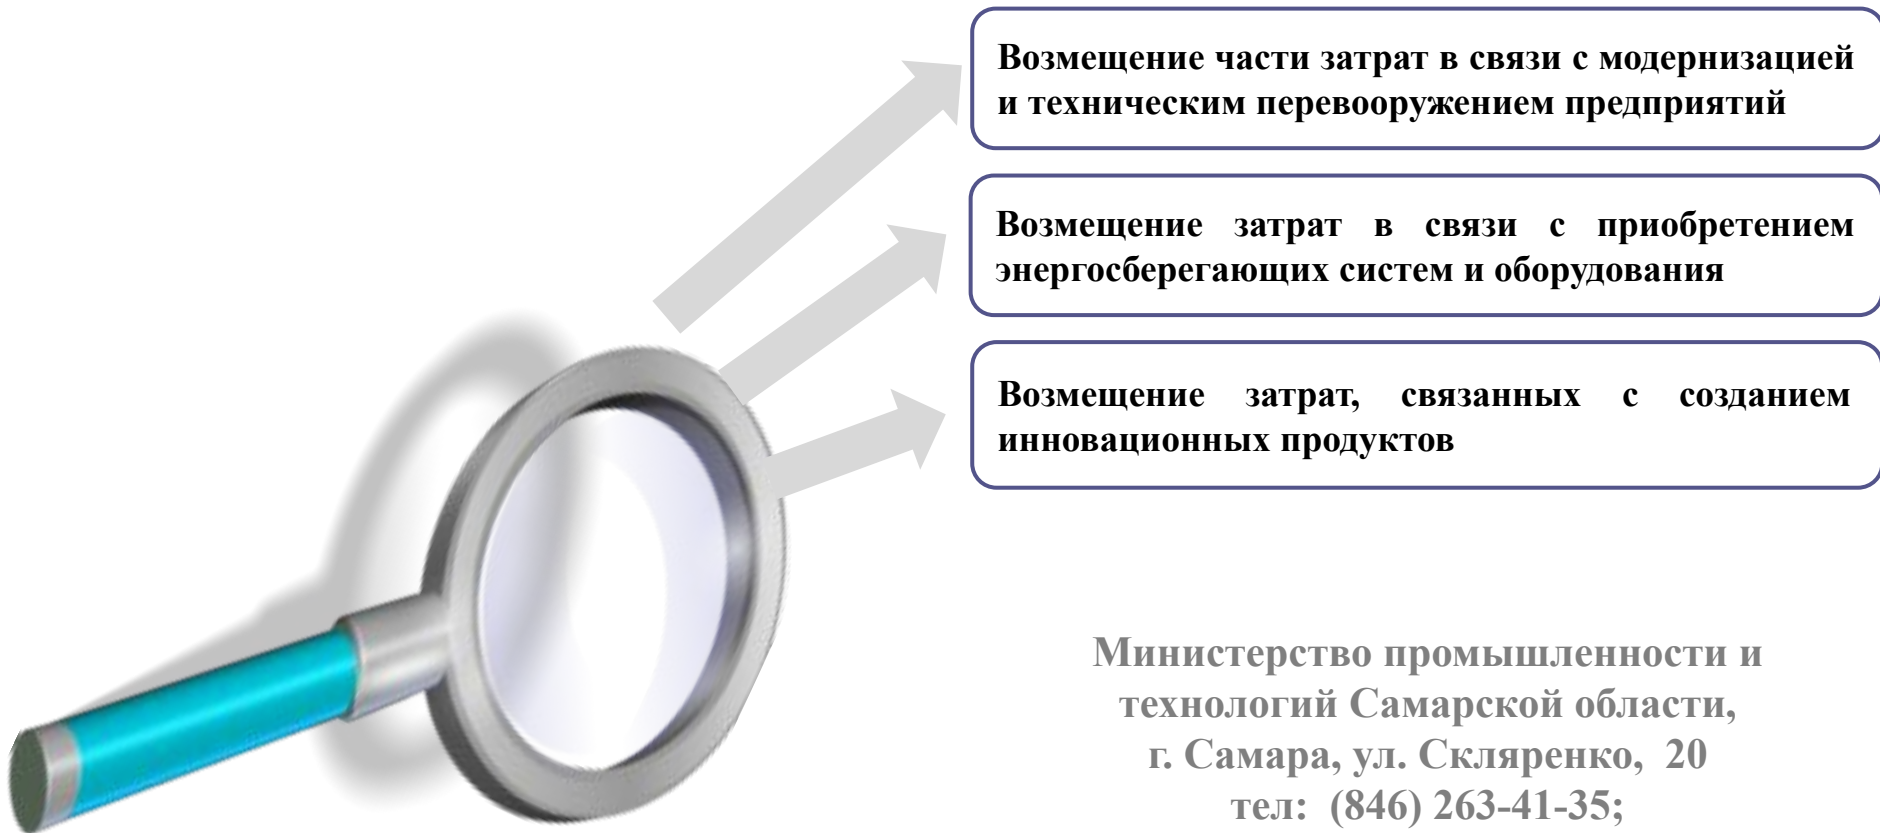 Возмещение части затрат в связи с модернизацией
и техническим перевооружением предприятий
Возмещение затрат в связи с приобретением
энергосберегающих систем и оборудования
Возмещение затрат, связанных с созданием
инновационных продуктов
Министерство промышленности и
технологий Самарской области,
г. Самара, ул. Скляренко, 20
тел: (846) 263-41-35;